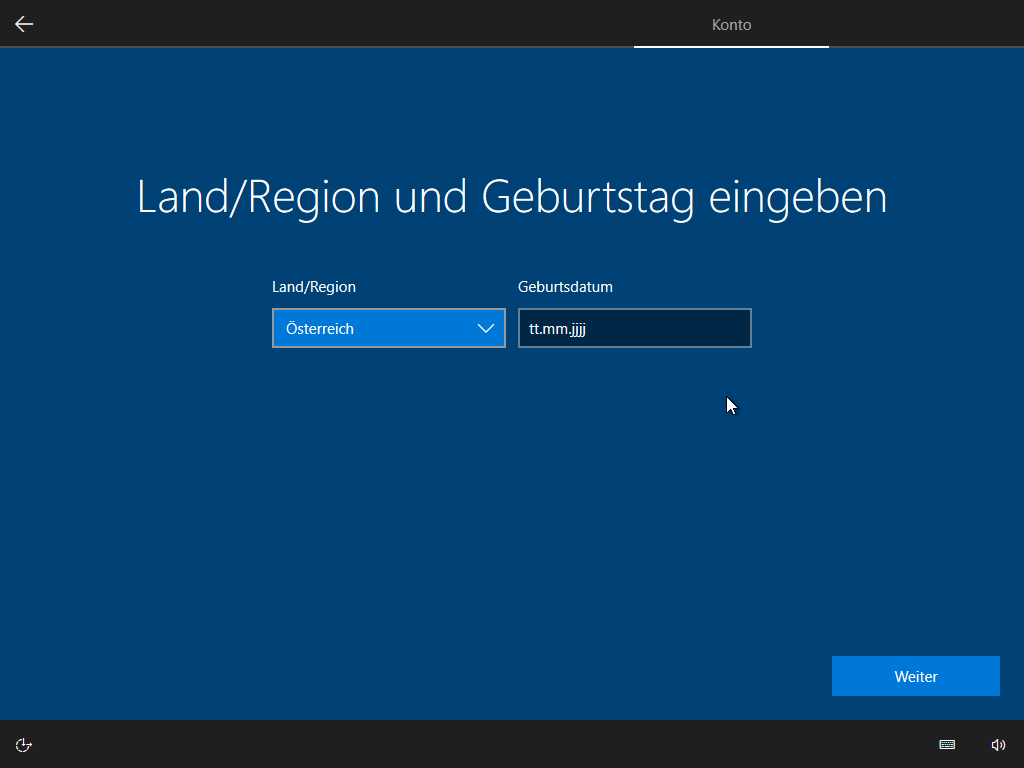 Konto
Land/Region und Geburtstag eingeben
Land/Region
Geburtsdatum
Österreich
tt.mm.jjjj
Weiter